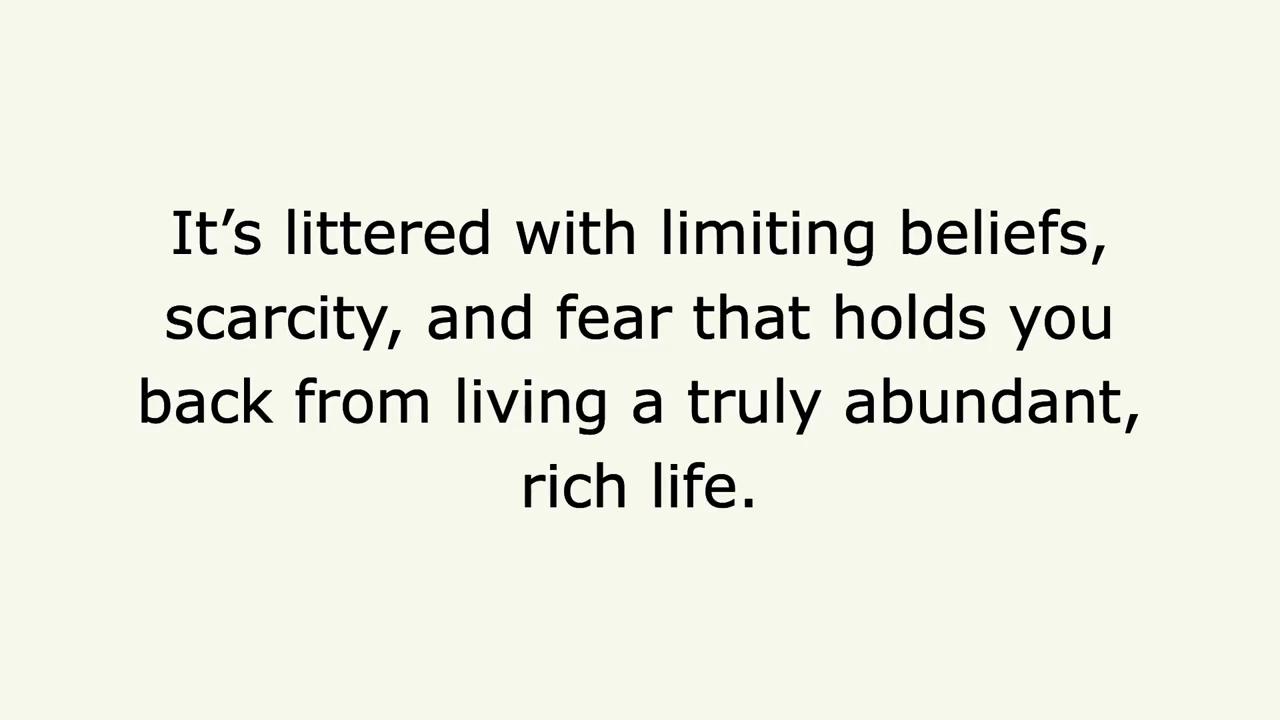 It’s littered with limiting beliefs,
scarcity, and fear that holds you
back from living a truly abundant,
rich life.